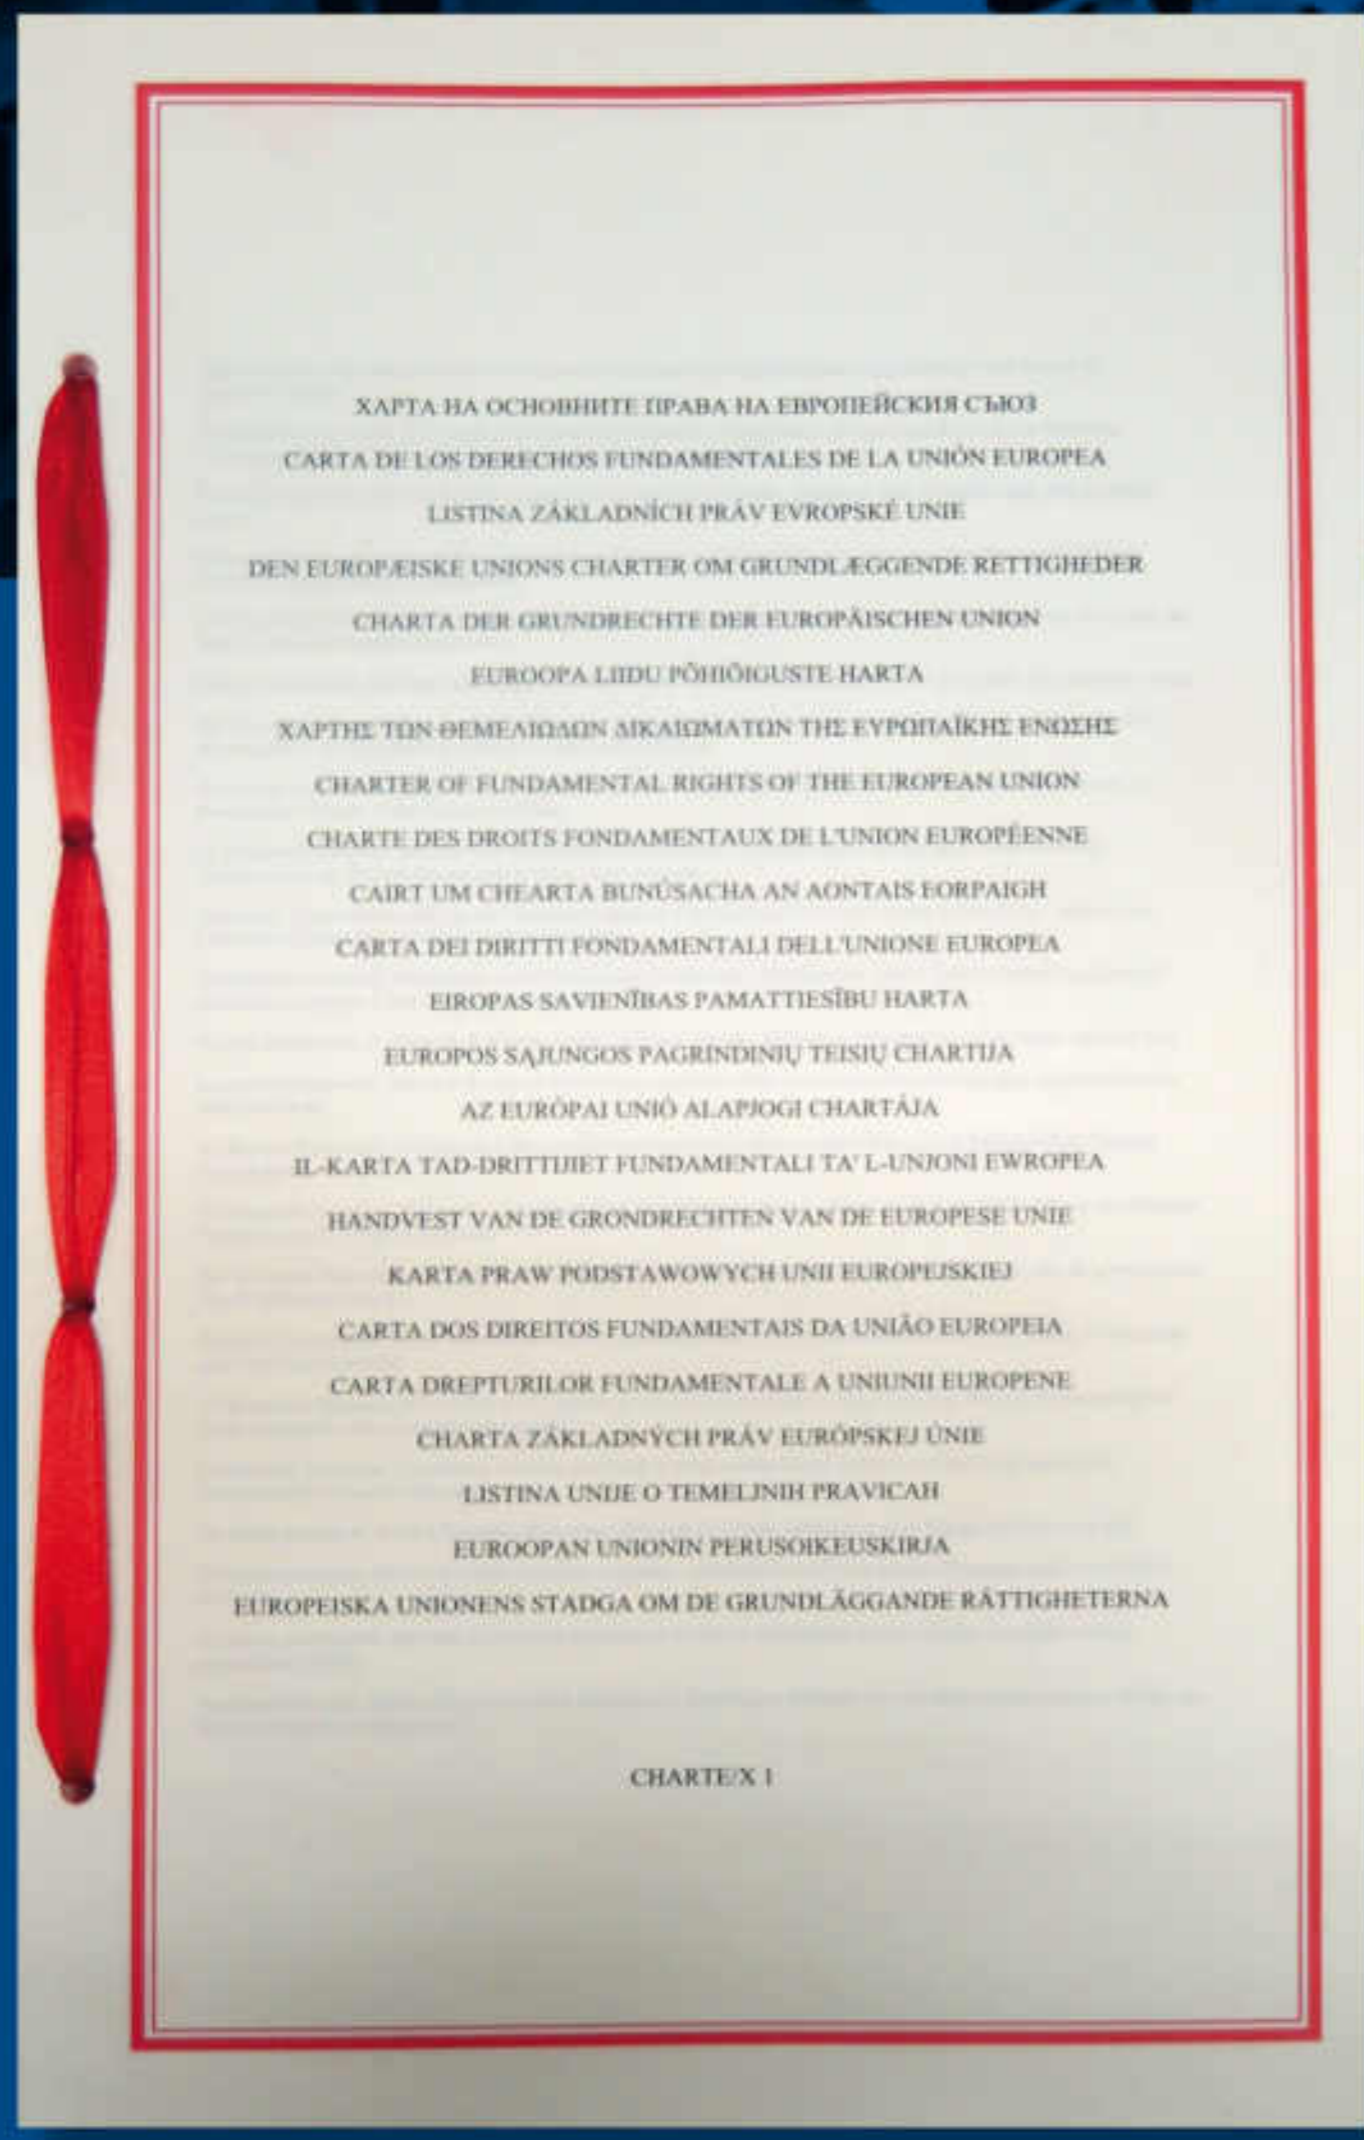 ХАРТА НА ОСНОВНИТЕ ПРАВА НА ЕВРОПЕЙСКИЯ СЪЮЗ
CARTA DE LOS DERECHOS FUNDAMENTALES DE LA UNIÓN EUROPEA
LISTINA ZÁKLADNÍCH PRÁV EVROPSKÉ UNIE
DEN EUROPÆISKE UNIONS CHARTER OM GRUNDLÆGGENDE RETTIGHEDER
CHARTA DER GRUNDRECHTE DER EUROPÄISCHEN UNION
EUROOPA LIIDU PÕHIÕIGUSTE HARTA
ΧΑΡΤΗΣ ΤΩΝ ΘΕΜΕΛΙΩΔΩΝ ΔΙΚΑΙΩΜΑΤΩΝ ΤΗΣ ΕΥΡΩΠΑΪΚΗΣ ΕΝΩΣΗΣ
CHARTER OF FUNDAMENTAL RIGHTS OF THE EUROPEAN UNION
CHARTE DES DROITS FONDAMENTAUX DE L'UNION EUROPÉENNE
CAIRT UM CHEARTA BUNÚSACHA AN AONTAIS EORPAIGH
CARTA DEI DIRITTI FONDAMENTALI DELL'UNIONE EUROPEA
EIROPAS SAVIENĪBAS PAMATTIESĪBU HARTA
EUROPOS SĄJUNGOS PAGRINDINIŲ TEISIŲ CHARTIJA
AZ EURÓPAI UNIÓ ALAPJOGI CHARTÁJA
IL-KARTA TAD-DRITTIJIET FUNDAMENTALI TA' L-UNJONI EWROPEA
HANDVEST VAN DE GRONDRECHTEN VAN DE EUROPESE UNIE
KARTA PRAW PODSTAWOWYCH UNII EUROPEJSKIEJ
CARTA DOS DIREITOS FUNDAMENTAIS DA UNIÃO EUROPEIA
CARTA DREPTURILOR FUNDAMENTALE A UNIUNII EUROPENE
CHARTA ZÁKLADNÝCH PRÁV EURÓPSKEJ ÚNIE
LISTINA UNIJE O TEMELJNIH PRAVICAH
EUROOPAN UNIONIN PERUSOIKEUSKIRJA
EUROPEISKA UNIONENS STADGA OM DE GRUNDLÄGGANDE RÄTTIGHETERNA
CHARTE/X 1